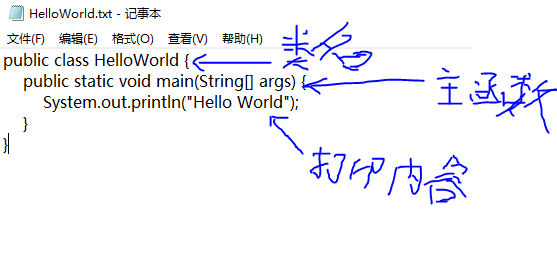 HelloWorld.txt - 记事本
文件(F) 编辑(E) 格式(O) 查看(V) 帮助(H)
public class HelloWorld { 类名
public static void main(String[] args) { 主函数
System.out.println("Hello World");
}
} 打印内容